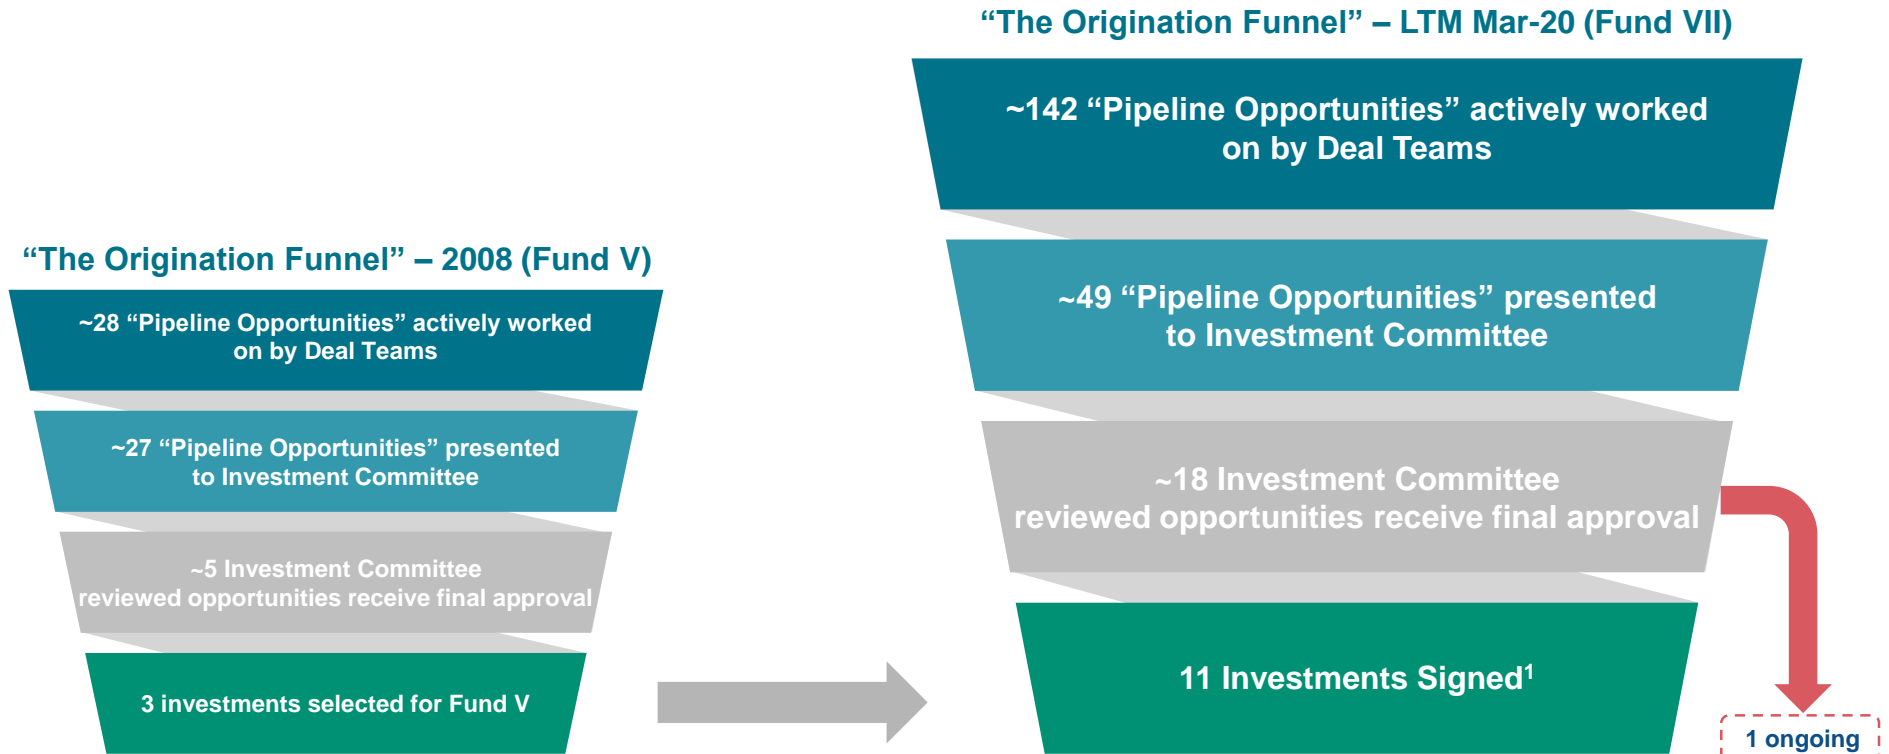 “The Origination Funnel” – 2008 (Fund V)
~28 “Pipeline Opportunities” actively worked
on by Deal Teams
~27 “Pipeline Opportunities” presented
to Investment Committee
~5 Investment Committee
reviewed opportunities receive final approval
3 investments selected for Fund V
“The Origination Funnel” – LTM Mar-20 (Fund VII)
~142 “Pipeline Opportunities” actively worked
on by Deal Teams
~49 “Pipeline Opportunities” presented
to Investment Committee
~18 Investment Committee
reviewed opportunities receive final approval
11 Investments Signed¹
1 ongoing